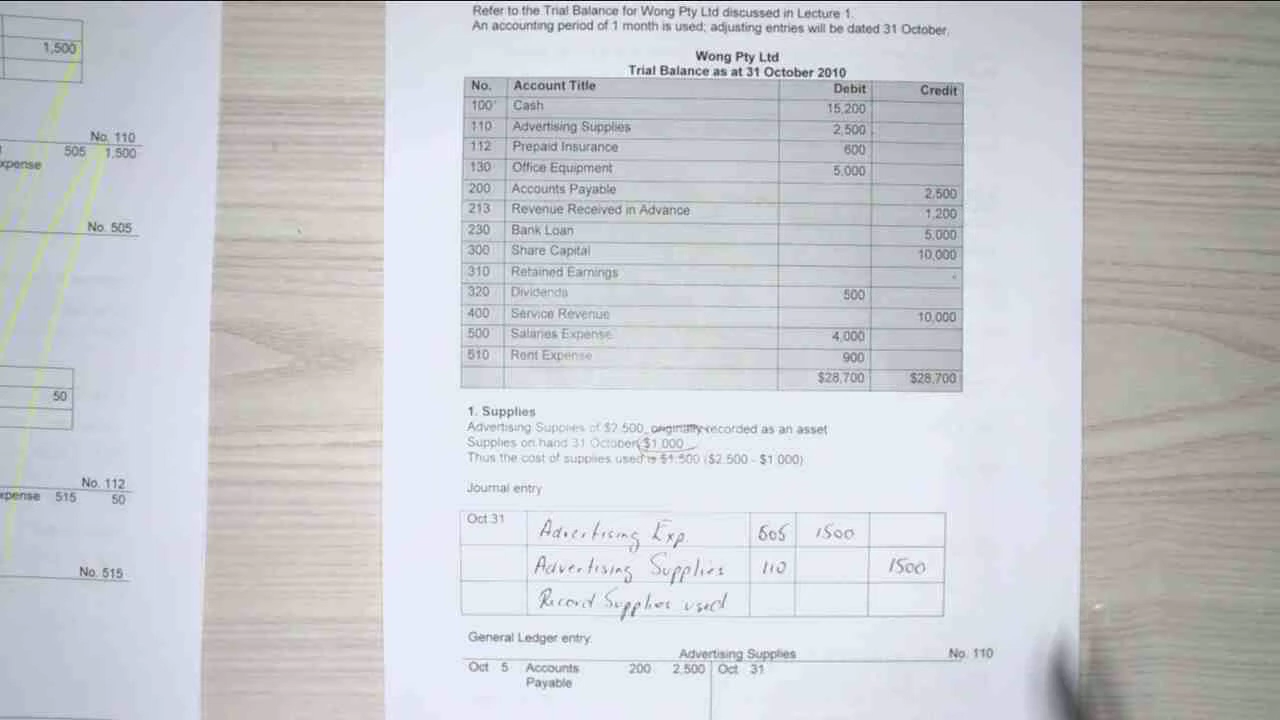 1,500
No. 110
505 1,500
xpense
No. 505
50
No. 112
xpense 515 50
No. 515
Refer to the Trial Balance for Wong Pty Ltd discussed in Lecture 1.
An accounting period of 1 month is used; adjusting entries will be dated 31 October.
Wong Pty Ltd
Trial Balance as at 31 October 2010
No. Account Title Debit Credit
100 Cash 15,200
110 Advertising Supplies 2,500
112 Prepaid Insurance 600
130 Office Equipment 5,000
200 Accounts Payable 2,500
213 Revenue Received in Advance 1,200
230 Bank Loan 5,000
300 Share Capital 10,000
310 Retained Earnings -
320 Dividends 500
400 Service Revenue 10,000
500 Salaries Expense 4,000
510 Rent Expense 900
$28,700 $28,700
1. Supplies
Advertising Supplies of $2,500 originally recorded as an asset
Supplies on hand 31 October $1,000
Thus the cost of supplies used is $1,500 ($2,500 - $1,000)
Journal entry
Oct 31 Advertising Exp. 505 1500
Advertising Supplies 110 1500
Record Supplies used
General Ledger entry.
Advertising Supplies No. 110
Oct 5 Accounts 200 2,500 Oct 31
Payable